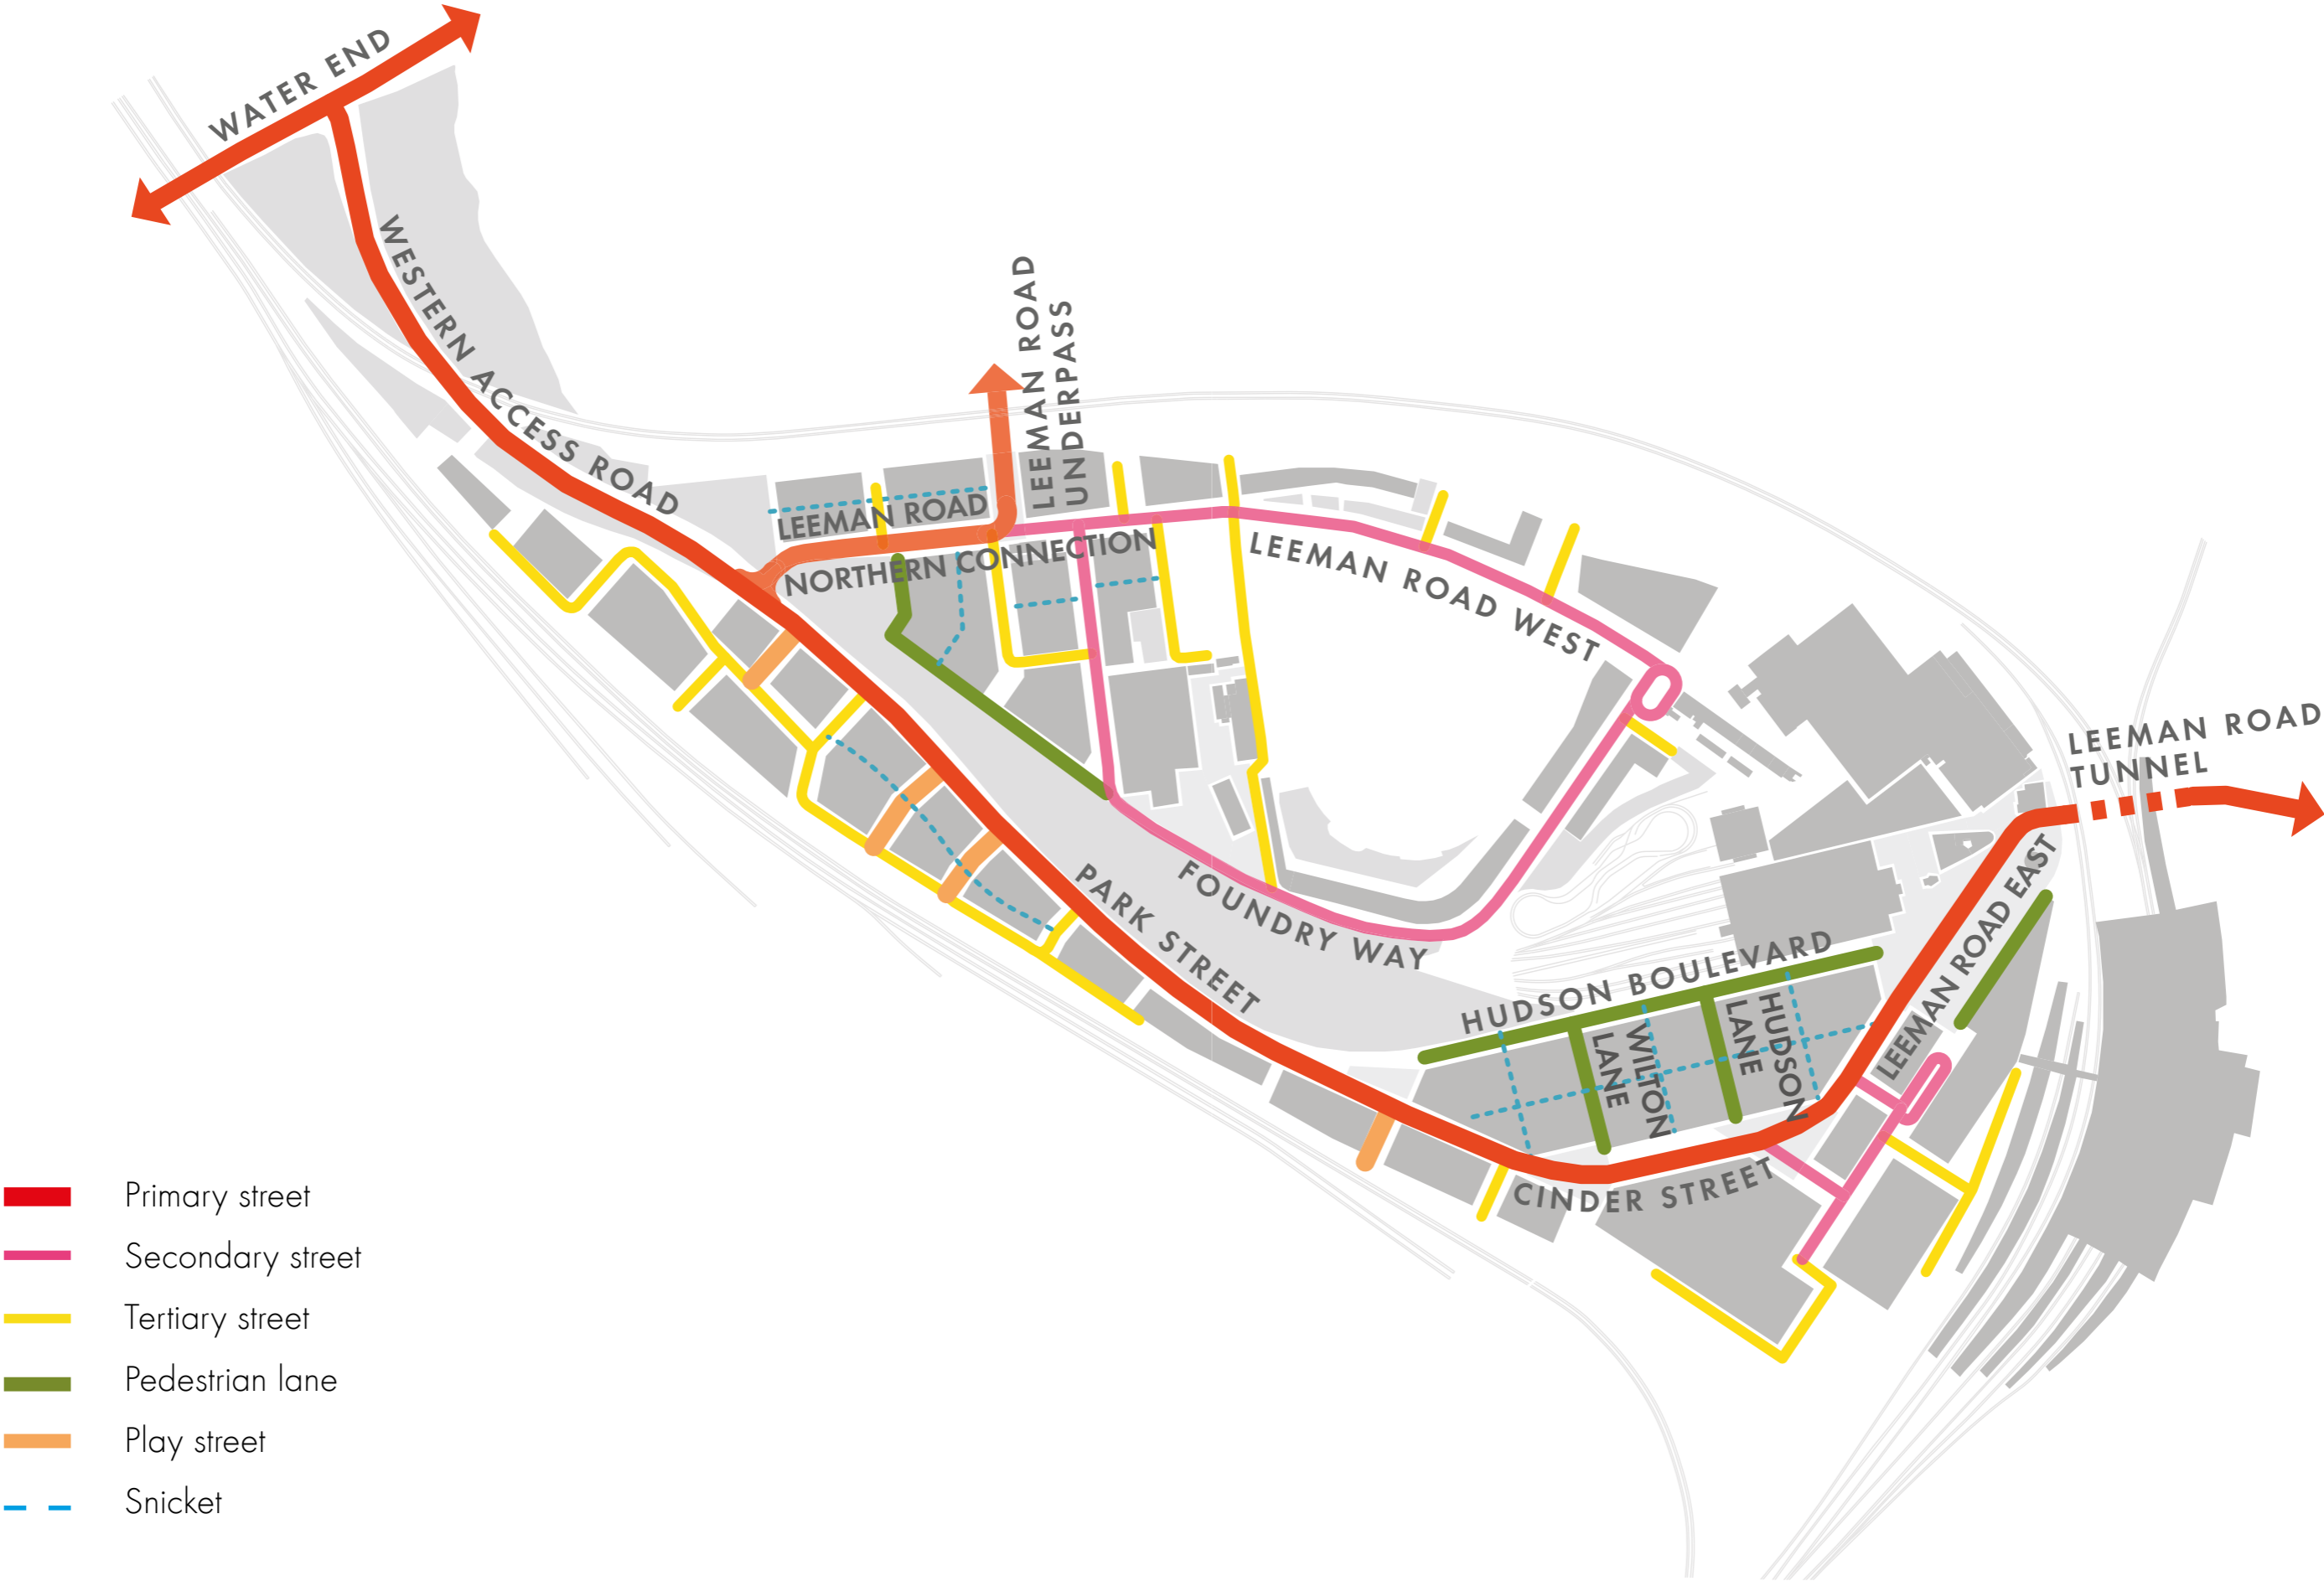 WATER END
WESTERN ACCESS ROAD
LEEMAN ROAD
UNDERPASS
LEEMAN ROAD
NORTHERN CONNECTION
LEEMAN ROAD WEST
LEEMAN ROAD
TUNNEL
PARK STREET
FOUNDRY WAY
LEEMAN ROAD EAST
HUDSON BOULEVARD
WILTON
LANE
HUDSON
LANE
CINDER STREET
Primary street
Secondary street
Tertiary street
Pedestrian lane
Play street
Snicket